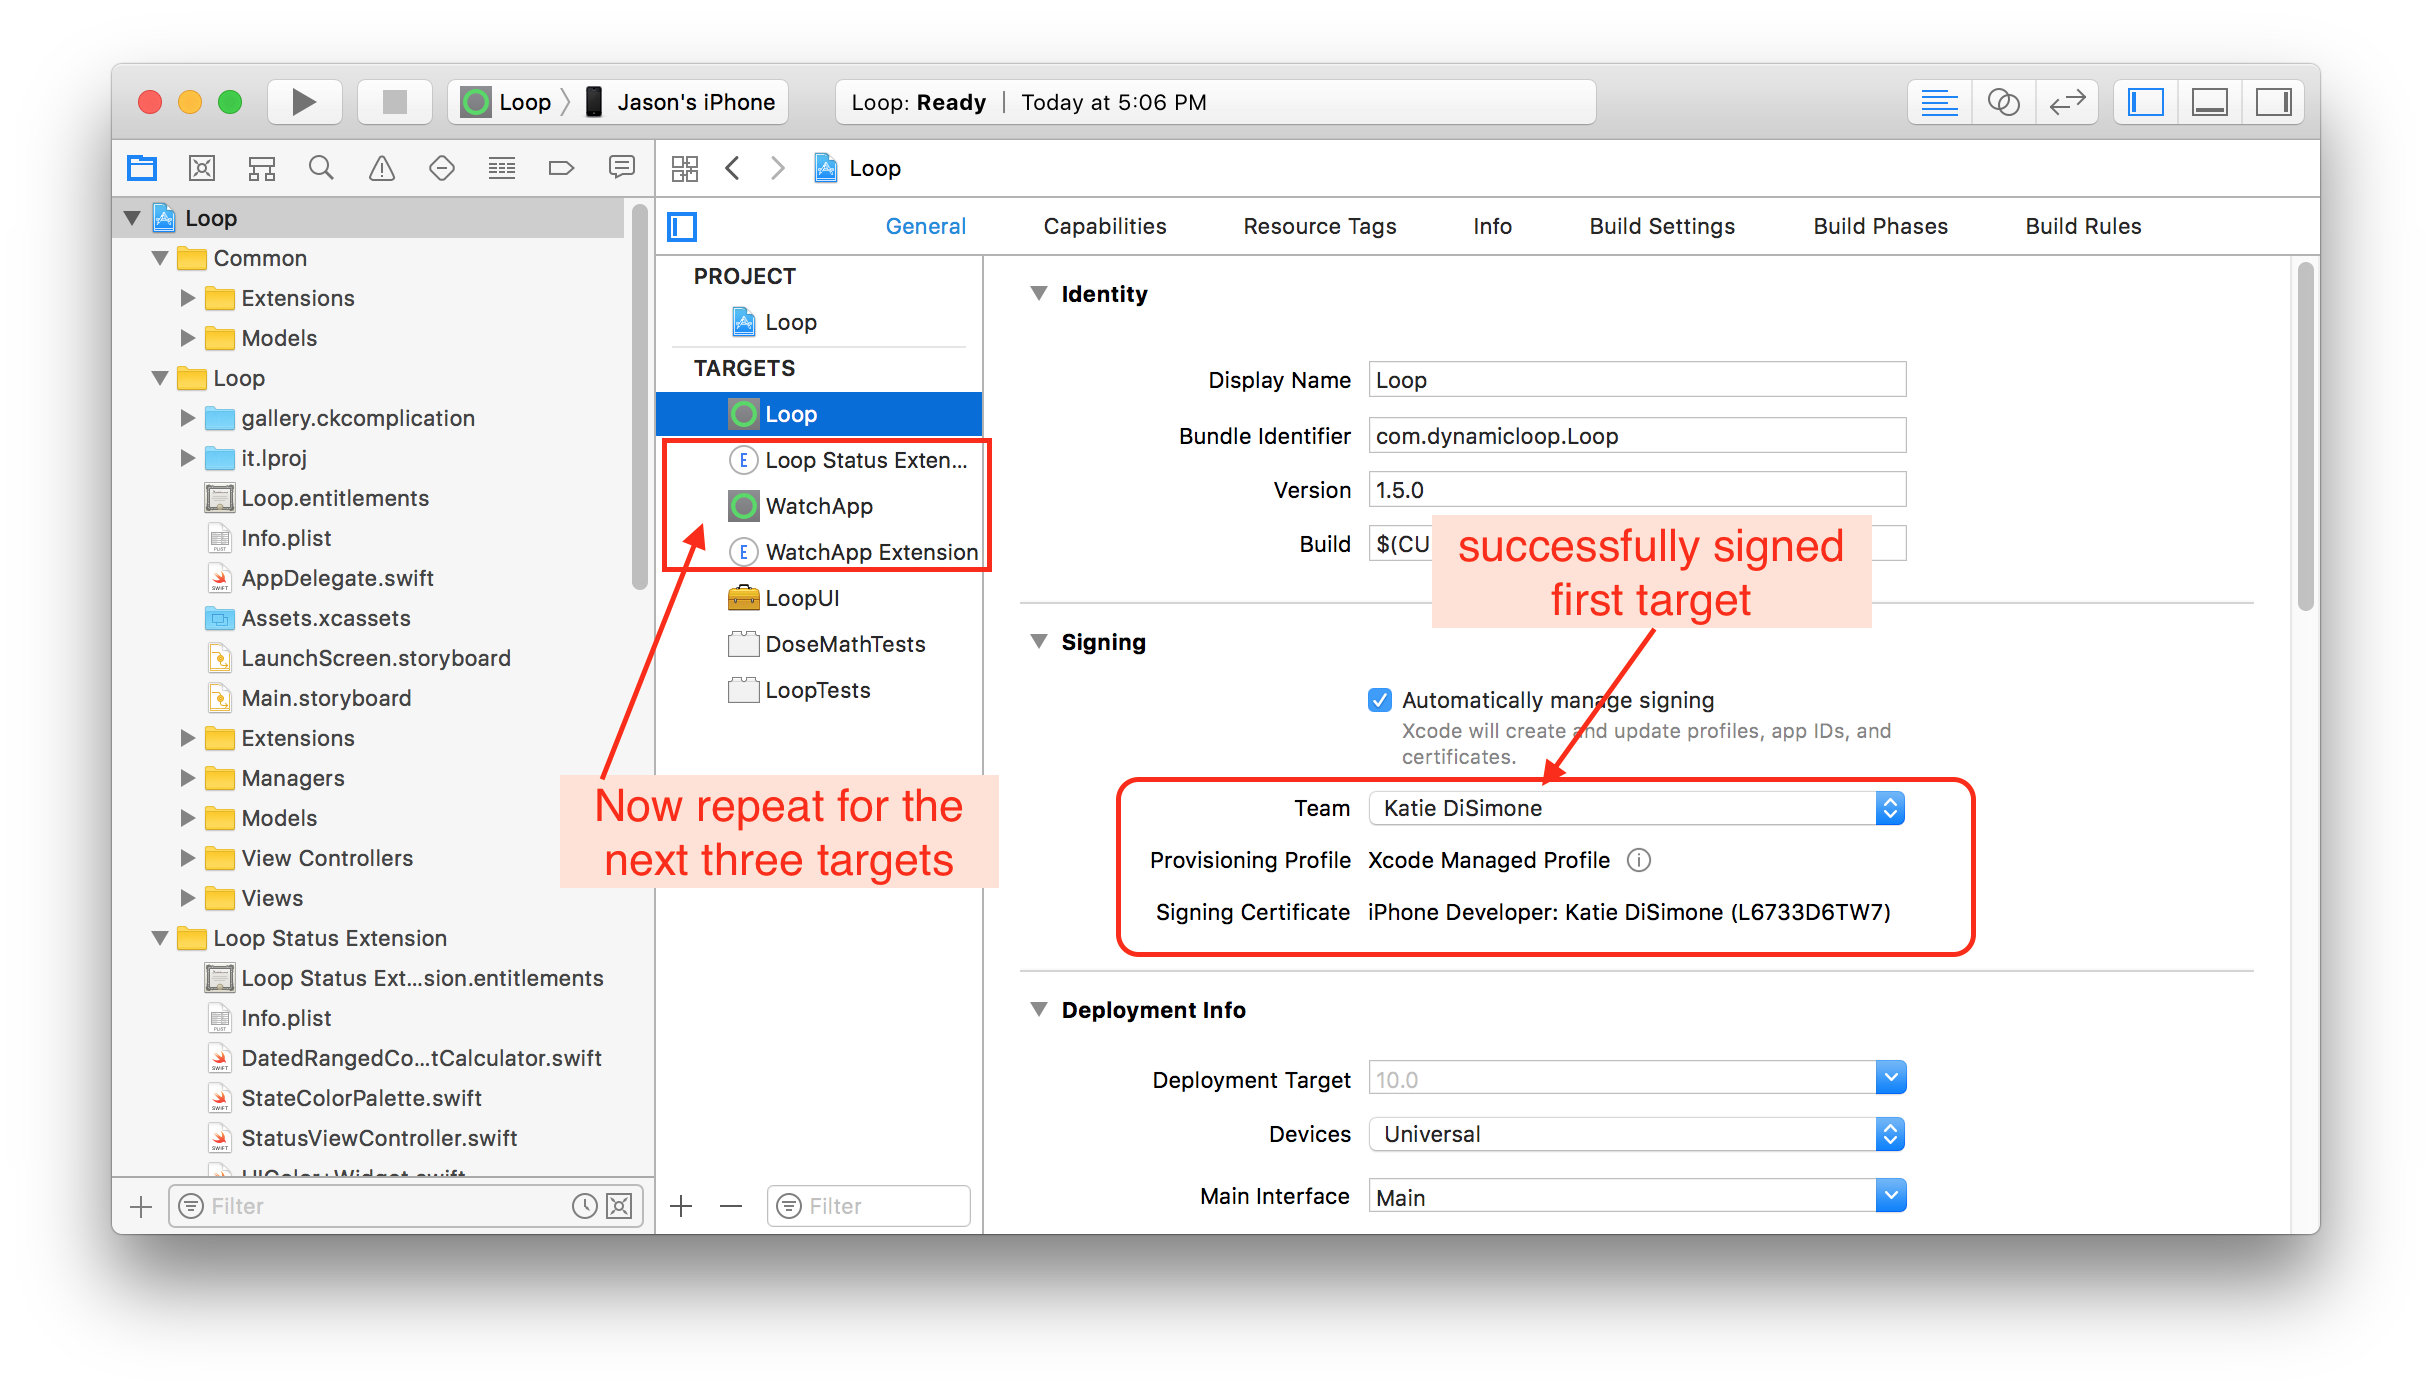 Loop Jason's iPhone
Loop: Ready | Today at 5:06 PM
Loop
Loop
Common
Extensions
Models
Loop
gallery.ckcomplication
it.lproj
Loop.entitlements
Info.plist
AppDelegate.swift
Assets.xcassets
LaunchScreen.storyboard
Main.storyboard
Extensions
Managers
Models
View Controllers
Views
Loop Status Extension
Loop Status Ext...sion.entitlements
Info.plist
DatedRangedCo...tCalculator.swift
StateColorPalette.swift
StatusViewController.swift
Filter
General Capabilities Resource Tags Info Build Settings Build Phases Build Rules
PROJECT
Loop
TARGETS
Loop
Loop Status Exten...
WatchApp
WatchApp Extension
LoopUI
DoseMathTests
LoopTests
Now repeat for the
next three targets
Filter
Identity
Display Name Loop
Bundle Identifier com.dynamicloop.Loop
Version 1.5.0
Build $(CU
successfully signed
first target
Signing
Automatically manage signing
Xcode will create and update profiles, app IDs, and
certificates.
Team Katie DiSimone
Provisioning Profile Xcode Managed Profile
Signing Certificate iPhone Developer: Katie DiSimone (L6733D6TW7)
Deployment Info
Deployment Target 10.0
Devices Universal
Main Interface Main